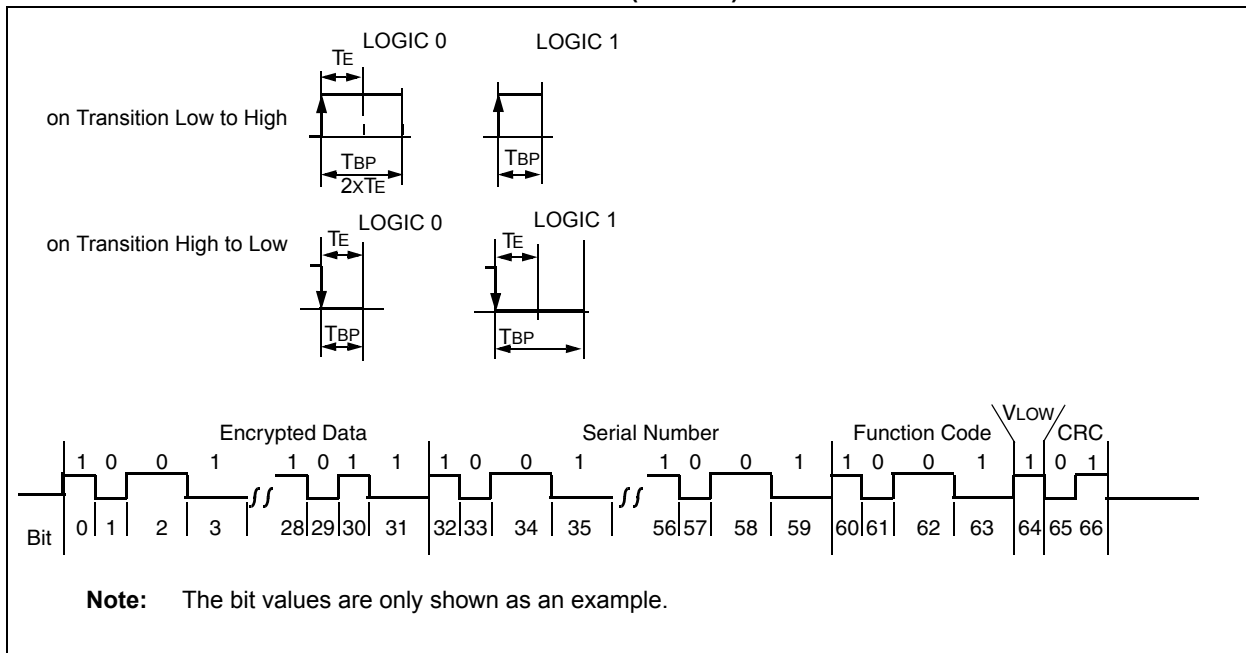 LOGIC 0 LOGIC 1
TE
on Transition Low to High
TBP TBP
2XTE
LOGIC 0 LOGIC 1
on Transition High to Low TE TE
TBP TBP
VLOW
Encrypted Data Serial Number Function Code CRC
1 0 0 1 1 0 1 1 1 0 0 1 1 0 0 1 1 0 0 1 1 0 1
Bit 0 1 2 3 28 29 30 31 32 33 34 35 56 57 58 59 60 61 62 63 64 65 66
Note: The bit values are only shown as an example.